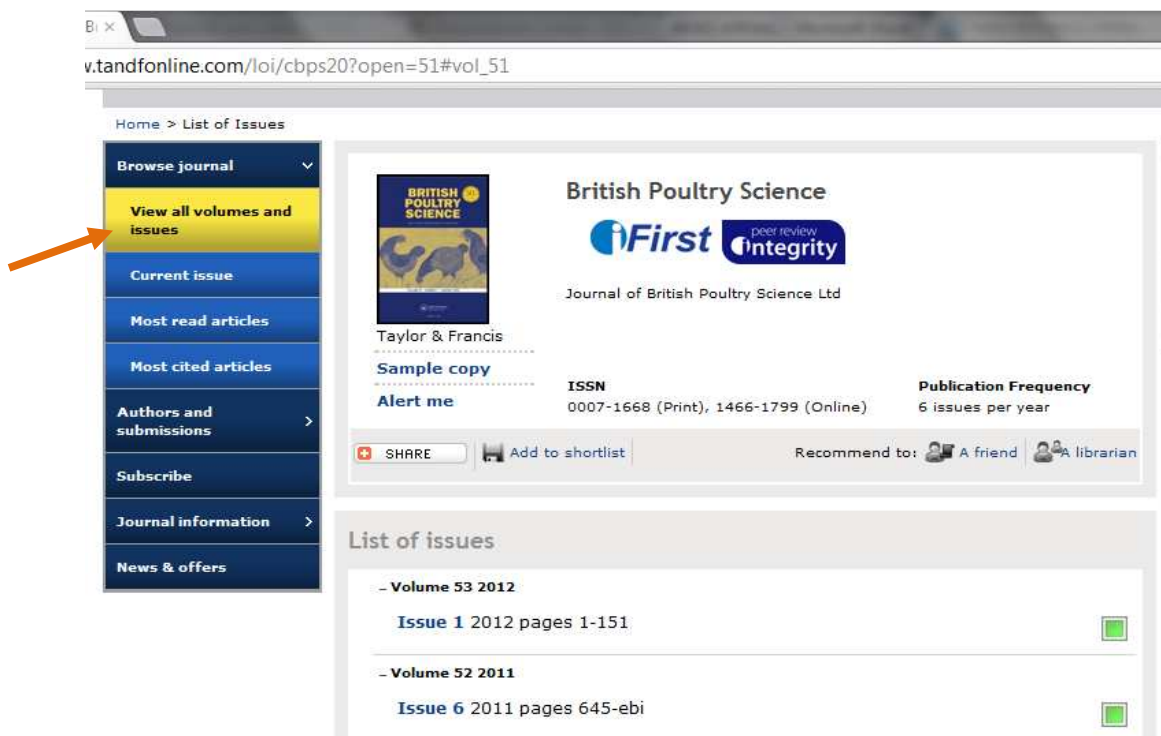 Bi ×
w.tandfonline.com/loi/cbps20?open=51#vol_51
Home > List of Issues
Browse journal
View all volumes and
issues
Current issue
Most read articles
Most cited articles
Authors and
submissions
Subscribe
Journal information
News & offers
BRITISH
POULTRY
SCIENCE
Taylor & Francis
Sample copy
Alert me
British Poultry Science
iFirst
peer review
integrity
Journal of British Poultry Science Ltd
ISSN
0007-1668 (Print), 1466-1799 (Online)
Publication Frequency
6 issues per year
SHARE
Add to shortlist
Recommend to: A friend A librarian
List of issues
– Volume 53 2012
Issue 1 2012 pages 1-151
– Volume 52 2011
Issue 6 2011 pages 645-ebi